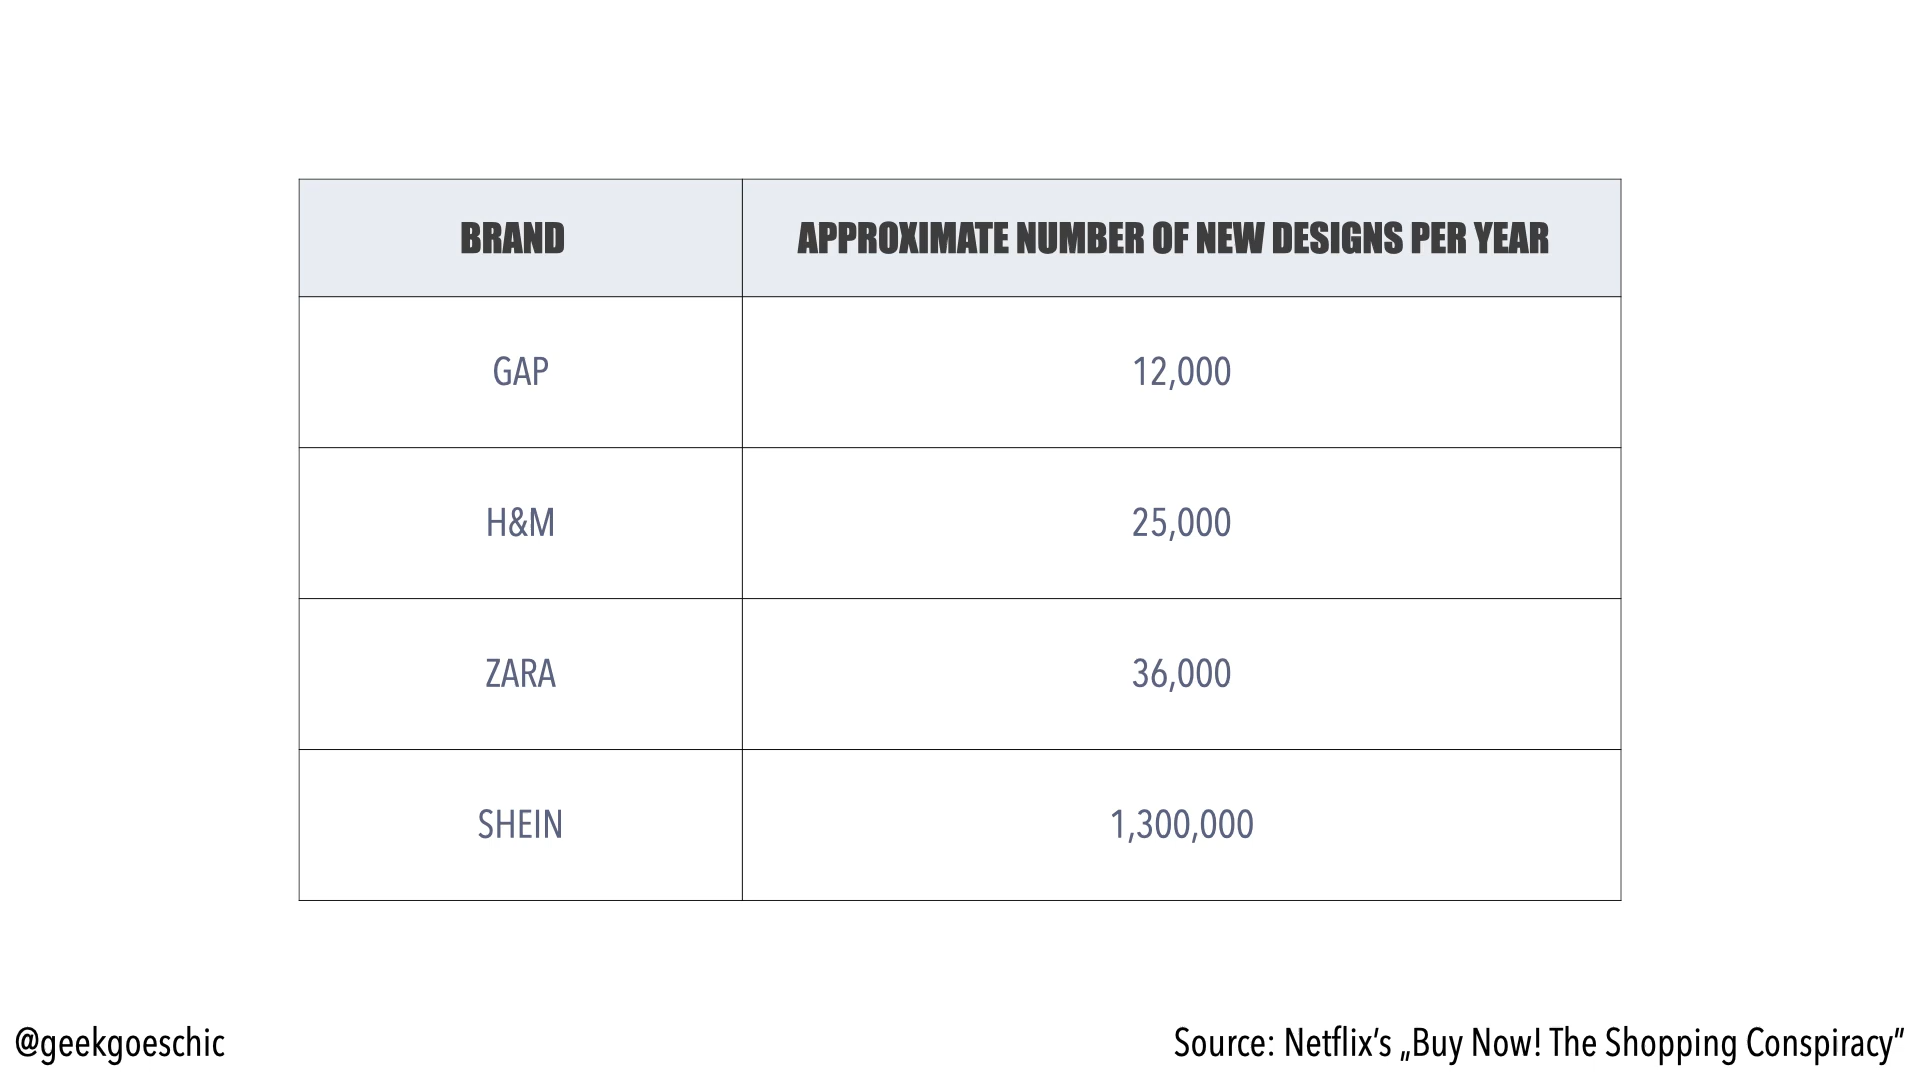 BRAND
APPROXIMATE NUMBER OF NEW DESIGNS PER YEAR
GAP
12,000
H&M
25,000
ZARA
36,000
SHEIN
1,300,000
@geekgoeschic
Source: Netflix‘s „Buy Now! The Shopping Conspiracy”